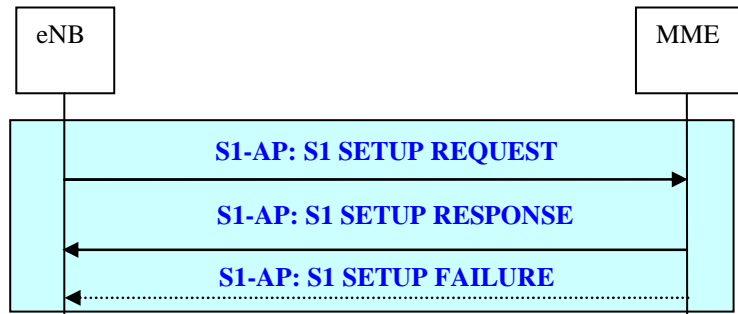 eNB
MME
S1-AP: S1 SETUP REQUEST
S1-AP: S1 SETUP RESPONSE
S1-AP: S1 SETUP FAILURE